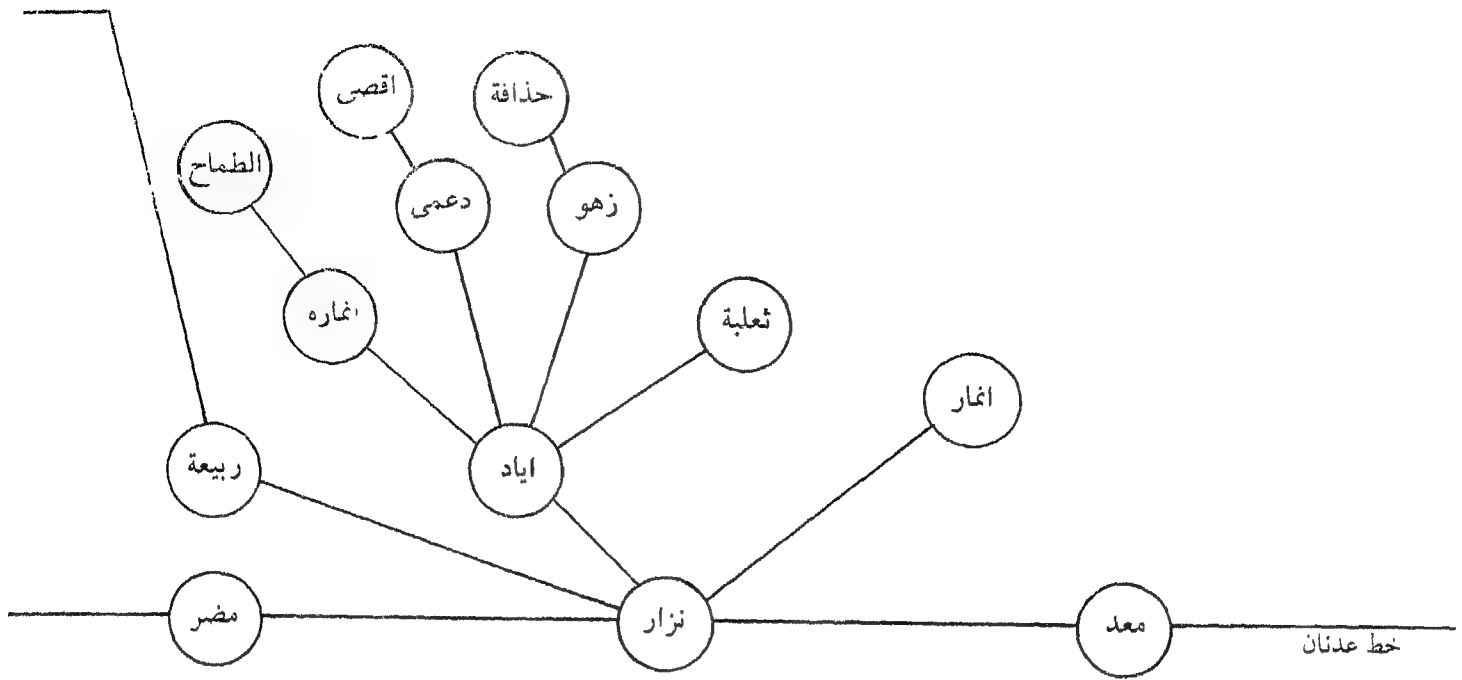 اقصى
حذافة
الطماح
دعمى
زهو
انماره
ثعلبة
انمار
ربيعة
اياد
مضر
نزار
معد
خط عدنان